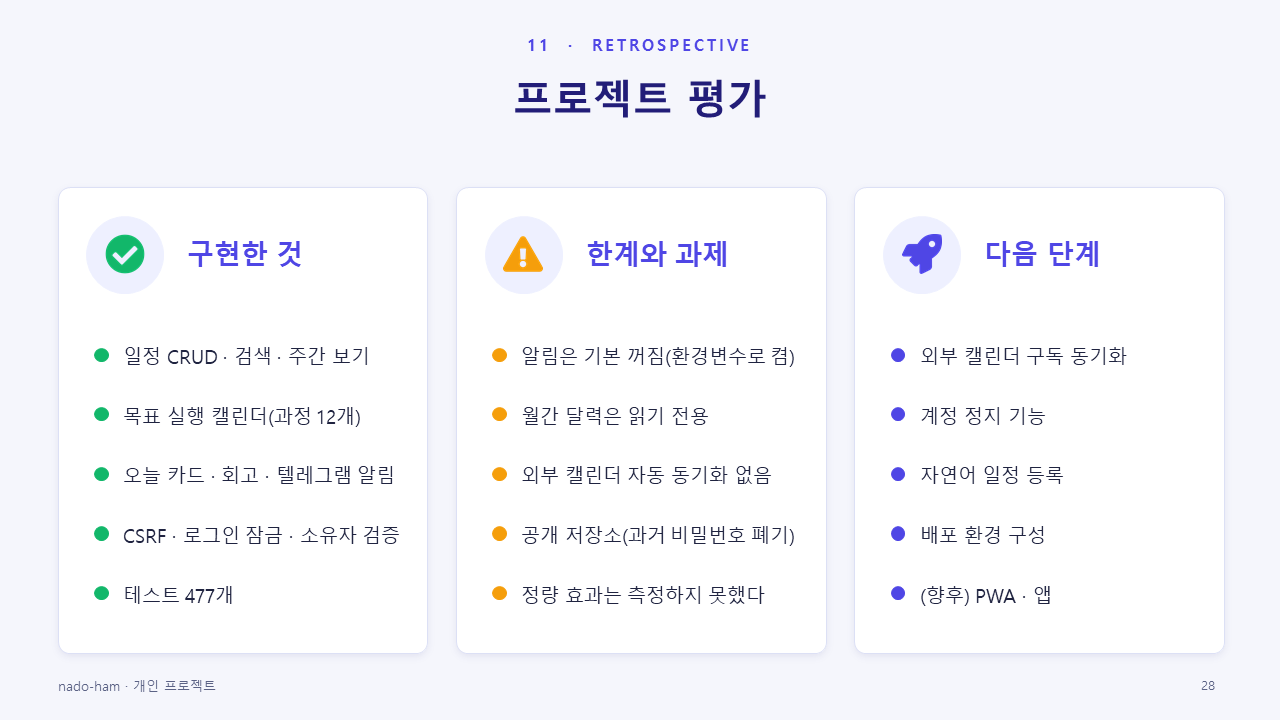 11 · RETROSPECTIVE
프로젝트 평가
구현한 것
일정 CRUD · 검색 · 주간 보기
목표 실행 캘린더(과정 12개)
오늘 카드 · 회고 · 텔레그램 알림
CSRF · 로그인 잠금 · 소유자 검증
테스트 477개
한계와 과제
알림은 기본 꺼짐(환경변수로 켬)
월간 달력은 읽기 전용
외부 캘린더 자동 동기화 없음
공개 저장소(과거 비밀번호 폐기)
정량 효과는 측정하지 못했다
다음 단계
외부 캘린더 구독 동기화
계정 정지 기능
자연어 일정 등록
배포 환경 구성
(향후) PWA · 앱
nado-ham · 개인 프로젝트
28